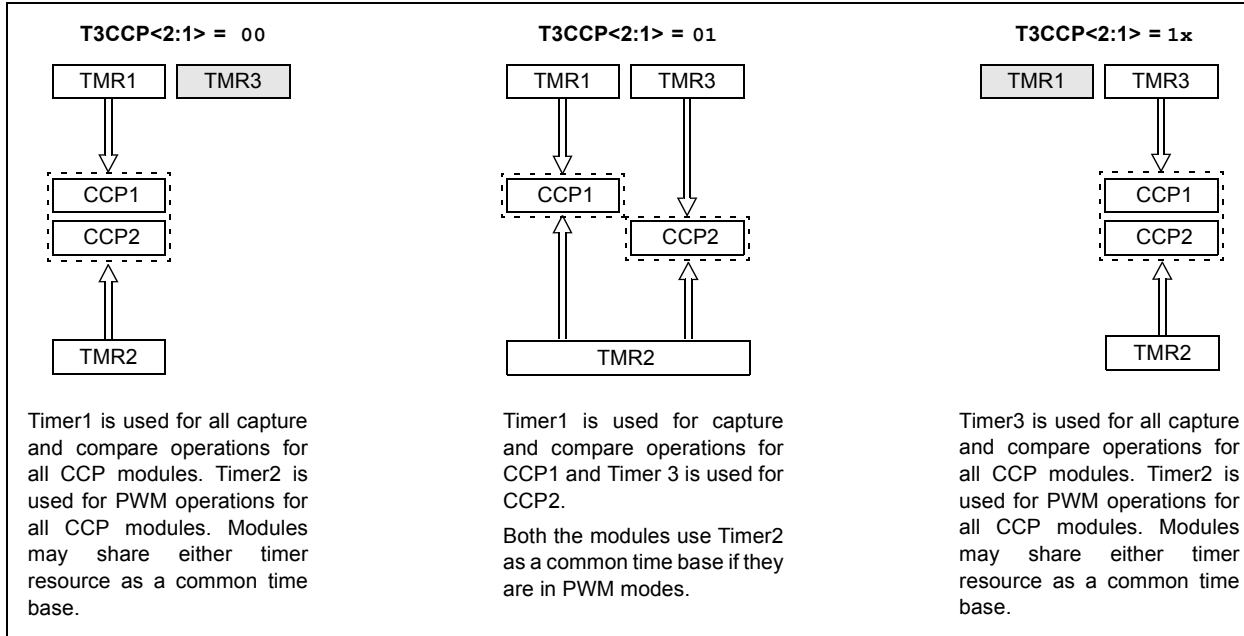 T3CCP<2:1> = 00
TMR1 TMR3
CCP1
CCP2
TMR2
Timer1 is used for all capture
and compare operations for
all CCP modules. Timer2 is
used for PWM operations for
all CCP modules. Modules
may share either timer
resource as a common time
base.
T3CCP<2:1> = 01
TMR1 TMR3
CCP1
CCP2
TMR2
Timer1 is used for capture
and compare operations for
CCP1 and Timer 3 is used for
CCP2.
Both the modules use Timer2
as a common time base if they
are in PWM modes.
T3CCP<2:1> = 1x
TMR1 TMR3
CCP1
CCP2
TMR2
Timer3 is used for all capture
and compare operations for
all CCP modules. Timer2 is
used for PWM operations for
all CCP modules. Modules
may share either timer
resource as a common time
base.